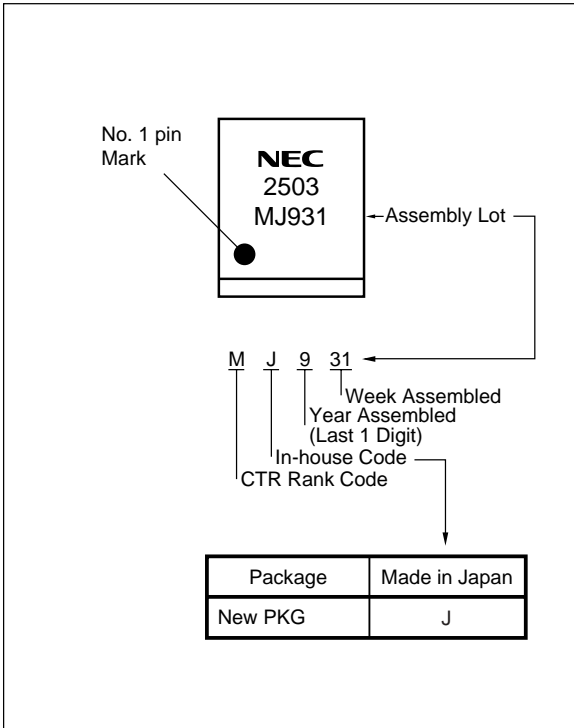 No. 1 pin
Mark
NEC
2503
MJ931
Assembly Lot
M J 9 31
Week Assembled
Year Assembled
(Last 1 Digit)
In-house Code
CTR Rank Code
Package Made in Japan
New PKG J